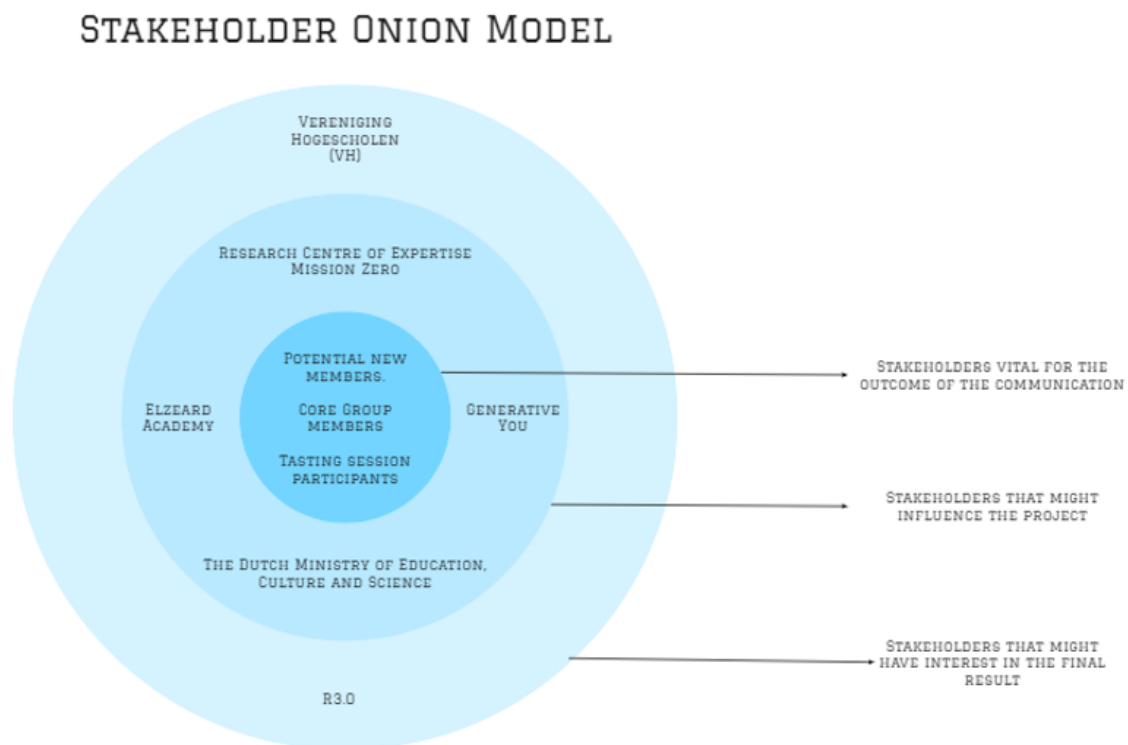 Stakeholder Onion Model
Vereniging
Hogescholen
(VH)
Research Centre of Expertise
Mission Zero
Potential new
members.
Core Group
members
Tasting session
participants
Elzeard
Academy
Generative
You
The Dutch Ministry of Education,
Culture and Science
R3.0
Stakeholders vital for the
outcome of the communication
Stakeholders that might
influence the project
Stakeholders that might
have interest in the final
result